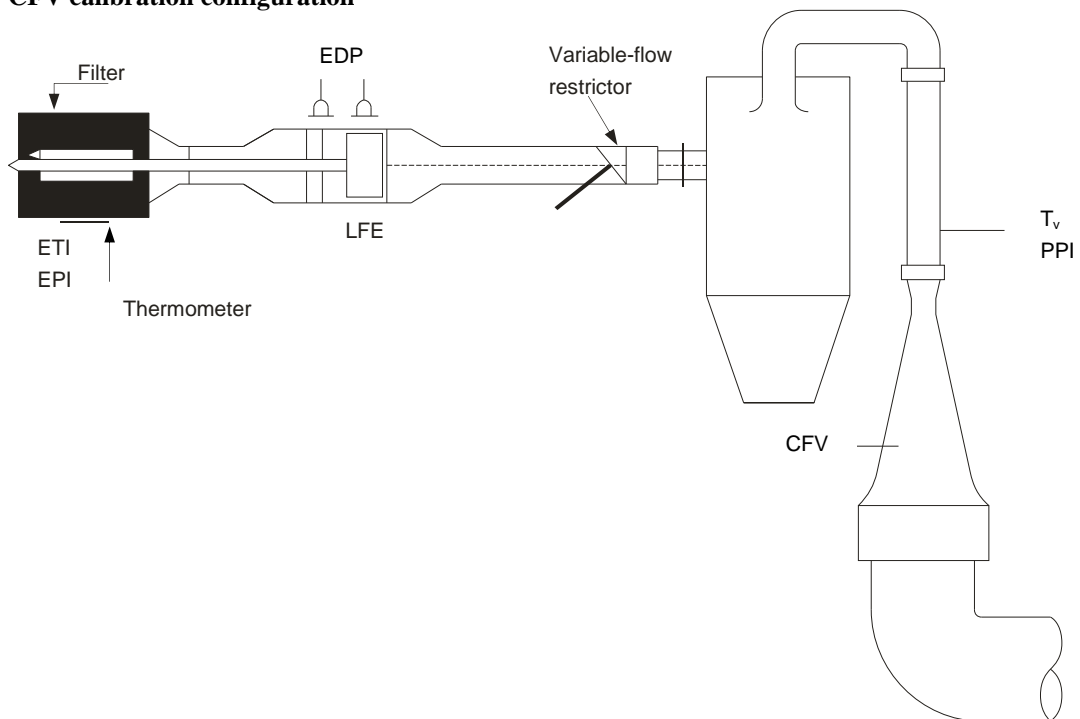 CFV calibration configuration
Filter
EDP
Variable-flow
restrictor
LFE
ETI
EPI
Thermometer
Tv
PPI
CFV